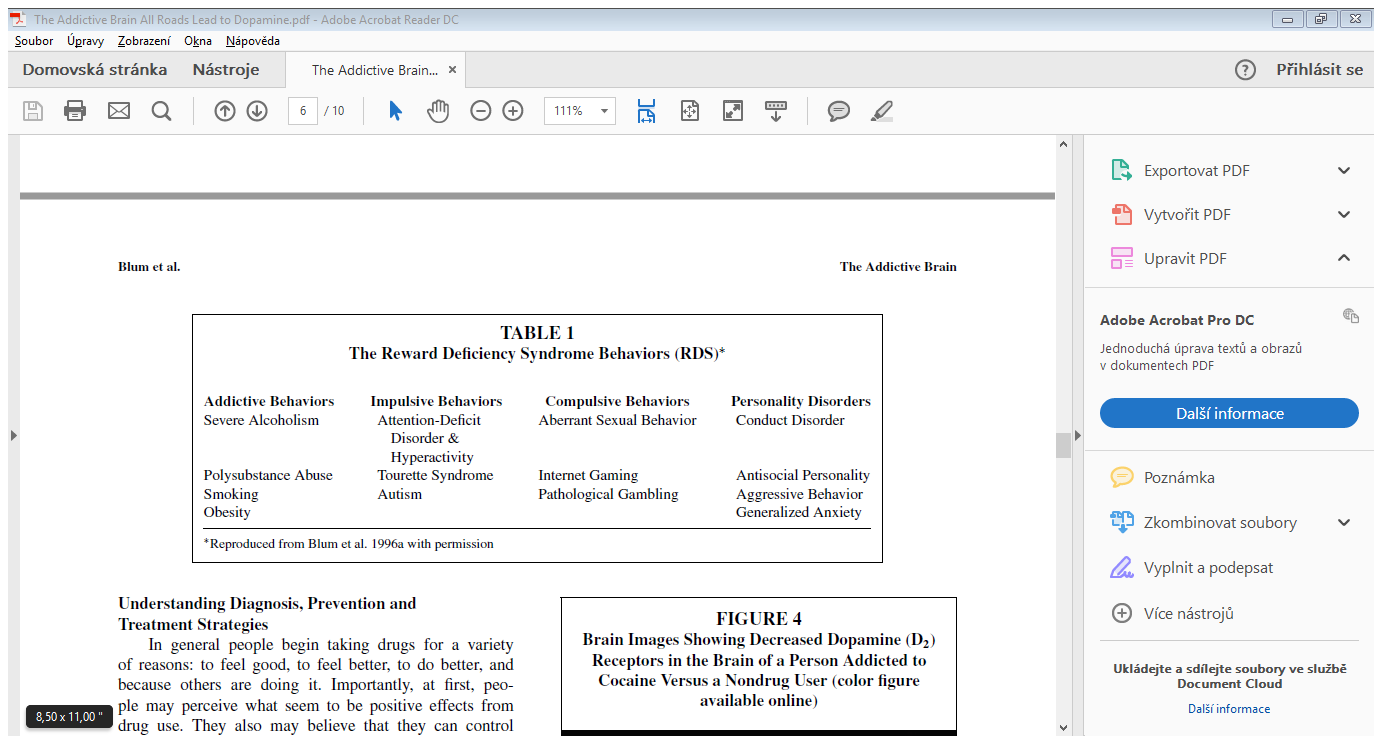 The Addictive Brain All Roads Lead to Dopamine.pdf - Adobe Acrobat Reader DC
Soubor Úpravy Zobrazení Okna Nápověda
Domovská stránka Nástroje The Addictive Brain... × ? Přihlásit se
6 / 10 111%
Blum et al. The Addictive Brain
TABLE 1
The Reward Deficiency Syndrome Behaviors (RDS)*
Addictive Behaviors Impulsive Behaviors Compulsive Behaviors Personality Disorders
Severe Alcoholism Attention-Deficit Aberrant Sexual Behavior Conduct Disorder
Disorder &
Hyperactivity
Polysubstance Abuse Tourette Syndrome Internet Gaming Antisocial Personality
Smoking Autism Pathological Gambling Aggressive Behavior
Obesity Generalized Anxiety
*Reproduced from Blum et al. 1996a with permission
Understanding Diagnosis, Prevention and
Treatment Strategies
In general people begin taking drugs for a variety
of reasons: to feel good, to feel better, to do better, and
because others are doing it. Importantly, at first, peo-
ple may perceive what seem to be positive effects from
drug use. They also may believe that they can control
FIGURE 4
Brain Images Showing Decreased Dopamine (D₂)
Receptors in the Brain of a Person Addicted to
Cocaine Versus a Nondrug User (color figure
available online)
8,50 x 11,00 "
Exportovat PDF
Vytvořit PDF
Upravit PDF
Adobe Acrobat Pro DC
Jednoduchá úprava textů a obrazů
v dokumentech PDF
Další informace
Poznámka
Zkombinovat soubory
Vyplnit a podepsat
Více nástrojů
Ukládejte a sdílejte soubory ve službě
Document Cloud
Další informace